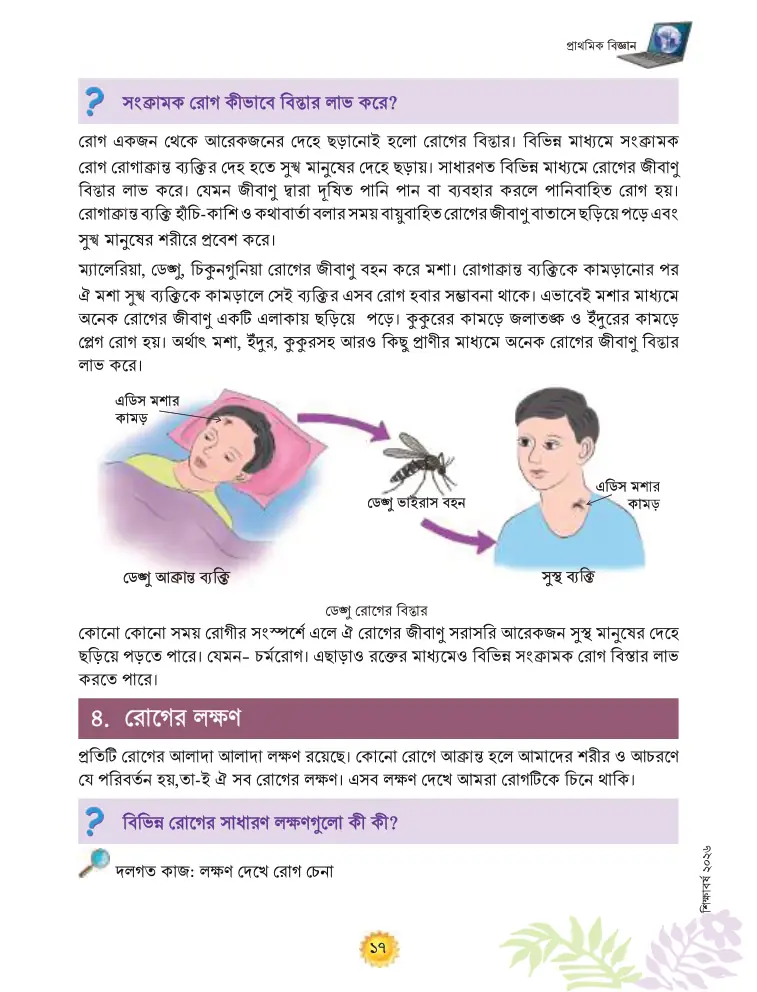 প্রাথমিক বিজ্ঞান
সংক্রামক রোগ কীভাবে বিস্তার লাভ করে?
রোগ একজন থেকে আরেকজনের দেহে ছড়ানোই হলো রোগের বিস্তার। বিভিন্ন মাধ্যমে সংক্রামক
রোগ রোগাক্রান্ত ব্যক্তির দেহ হতে সুস্থ মানুষের দেহে ছড়ায়। সাধারণত বিভিন্ন মাধ্যমে রোগের জীবাণু
বিস্তার লাভ করে। যেমন জীবাণু দ্বারা দূষিত পানি পান বা ব্যবহার করলে পানিবাহিত রোগ হয়।
রোগাক্রান্ত ব্যক্তি হাঁচি-কাশি ও কথাবার্তা বলার সময় বায়ুবাহিত রোগের জীবাণু বাতাসে ছড়িয়ে পড়ে এবং
সুস্থ মানুষের শরীরে প্রবেশ করে।
ম্যালেরিয়া, ডেঙ্গু, চিকুনগুনিয়া রোগের জীবাণু বহন করে মশা। রোগাক্রান্ত ব্যক্তিকে কামড়ানোর পর
ঐ মশা সুস্থ ব্যক্তিকে কামড়ালে সেই ব্যক্তির এসব রোগ হবার সম্ভাবনা থাকে। এভাবেই মশার মাধ্যমে
অনেক রোগের জীবাণু একটি এলাকায় ছড়িয়ে পড়ে। কুকুরের কামড়ে জলাতঙ্ক ও ইঁদুরের কামড়ে
প্লেগ রোগ হয়। অর্থাৎ মশা, ইঁদুর, কুকুরসহ আরও কিছু প্রাণীর মাধ্যমে অনেক রোগের জীবাণু বিস্তার
লাভ করে।
এডিস মশার
কামড়
ডেঙ্গু ভাইরাস বহন
এডিস মশার
কামড়
ডেঙ্গু আক্রান্ত ব্যক্তি
সুস্থ ব্যক্তি
ডেঙ্গু রোগের বিস্তার
কোনো কোনো সময় রোগীর সংস্পর্শে এলে ঐ রোগের জীবাণু সরাসরি আরেকজন সুস্থ মানুষের দেহে
ছড়িয়ে পড়তে পারে। যেমন– চর্মরোগ। এছাড়াও রক্তের মাধ্যমেও বিভিন্ন সংক্রামক রোগ বিস্তার লাভ
করতে পারে।
৪. রোগের লক্ষণ
প্রতিটি রোগের আলাদা আলাদা লক্ষণ রয়েছে। কোনো রোগে আক্রান্ত হলে আমাদের শরীর ও আচরণে
যে পরিবর্তন হয়,তা-ই ঐ সব রোগের লক্ষণ। এসব লক্ষণ দেখে আমরা রোগটিকে চিনে থাকি।
বিভিন্ন রোগের সাধারণ লক্ষণগুলো কী কী?
দলগত কাজ: লক্ষণ দেখে রোগ চেনা
শিক্ষাবর্ষ ২০২৬
১৭